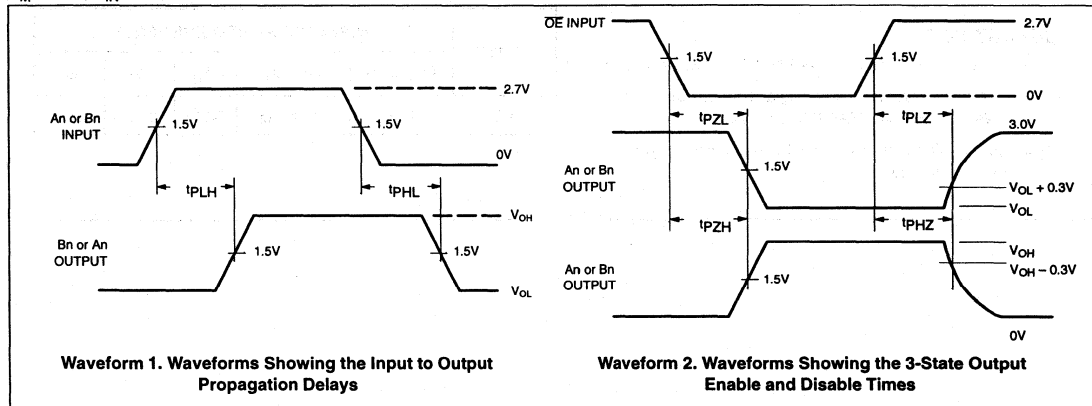 An or Bn
INPUT
1.5V
1.5V
2.7V
0V
tPLH
tPHL
Bn or An
OUTPUT
1.5V
1.5V
VOH
VOL
Waveform 1. Waveforms Showing the Input to Output
Propagation Delays
OE INPUT
1.5V
1.5V
2.7V
0V
tPZL
tPLZ
3.0V
An or Bn
OUTPUT
1.5V
VOL + 0.3V
VOL
tPZH
tPHZ
An or Bn
OUTPUT
1.5V
VOH
VOH – 0.3V
0V
Waveform 2. Waveforms Showing the 3-State Output
Enable and Disable Times